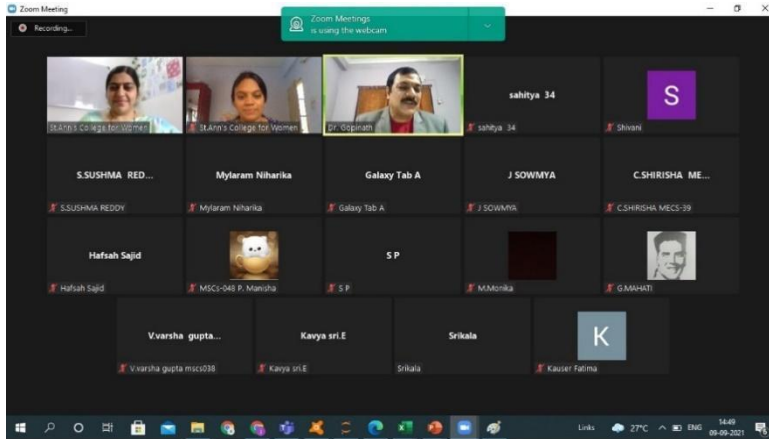 Zoom Meeting
Recording...
Zoom Meetings
is using the webcam
St.Ann's College for Women
St.Ann's College for Women
Dr. Gopinath
sahitya 34
sahitya 34
S
Shivani
S.SUSHMA RED...
S.SUSHMA REDDY
Mylaram Niharika
Mylaram Niharika
Galaxy Tab A
Galaxy Tab A
J SOWMYA
J SOWMYA
C.SHIRISHA ME...
C.SHIRISHA MECS-39
Hafsah Sajid
Hafsah Sajid
MSCs-048 P. Manisha
S P
S P
M.Monika
G.MAHATI
V.varsha gupta...
V.varsha gupta mscs038
Kavya sri.E
Kavya sri.E
Srikala
Srikala
K
Kauser Fatima
Links
27°C
ENG
14:49
09-09-2021